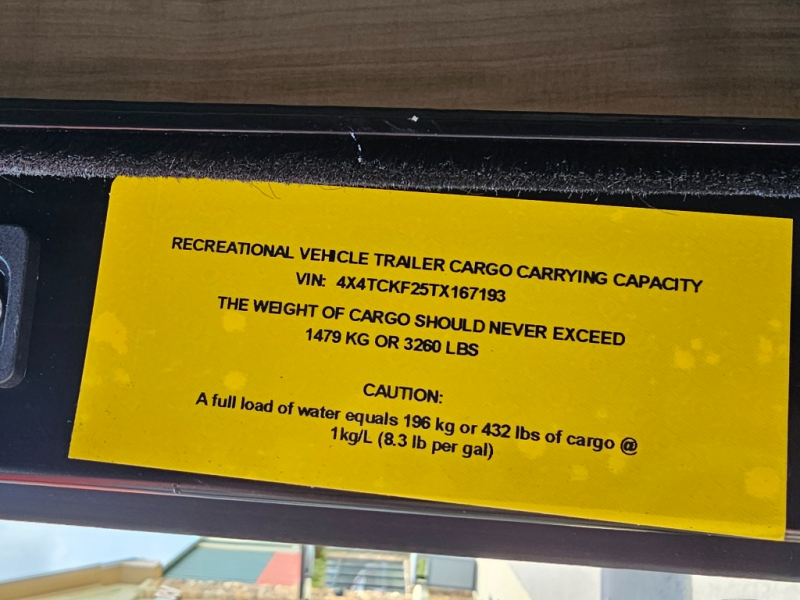 RECREATIONAL VEHICLE TRAILER CARGO CARRYING CAPACITY
VIN: 4X4TCKF25TX167193
THE WEIGHT OF CARGO SHOULD NEVER EXCEED
1479 KG OR 3260 LBS
CAUTION:
A full load of water equals 196 kg or 432 lbs of cargo @
1kg/L (8.3 lb per gal)